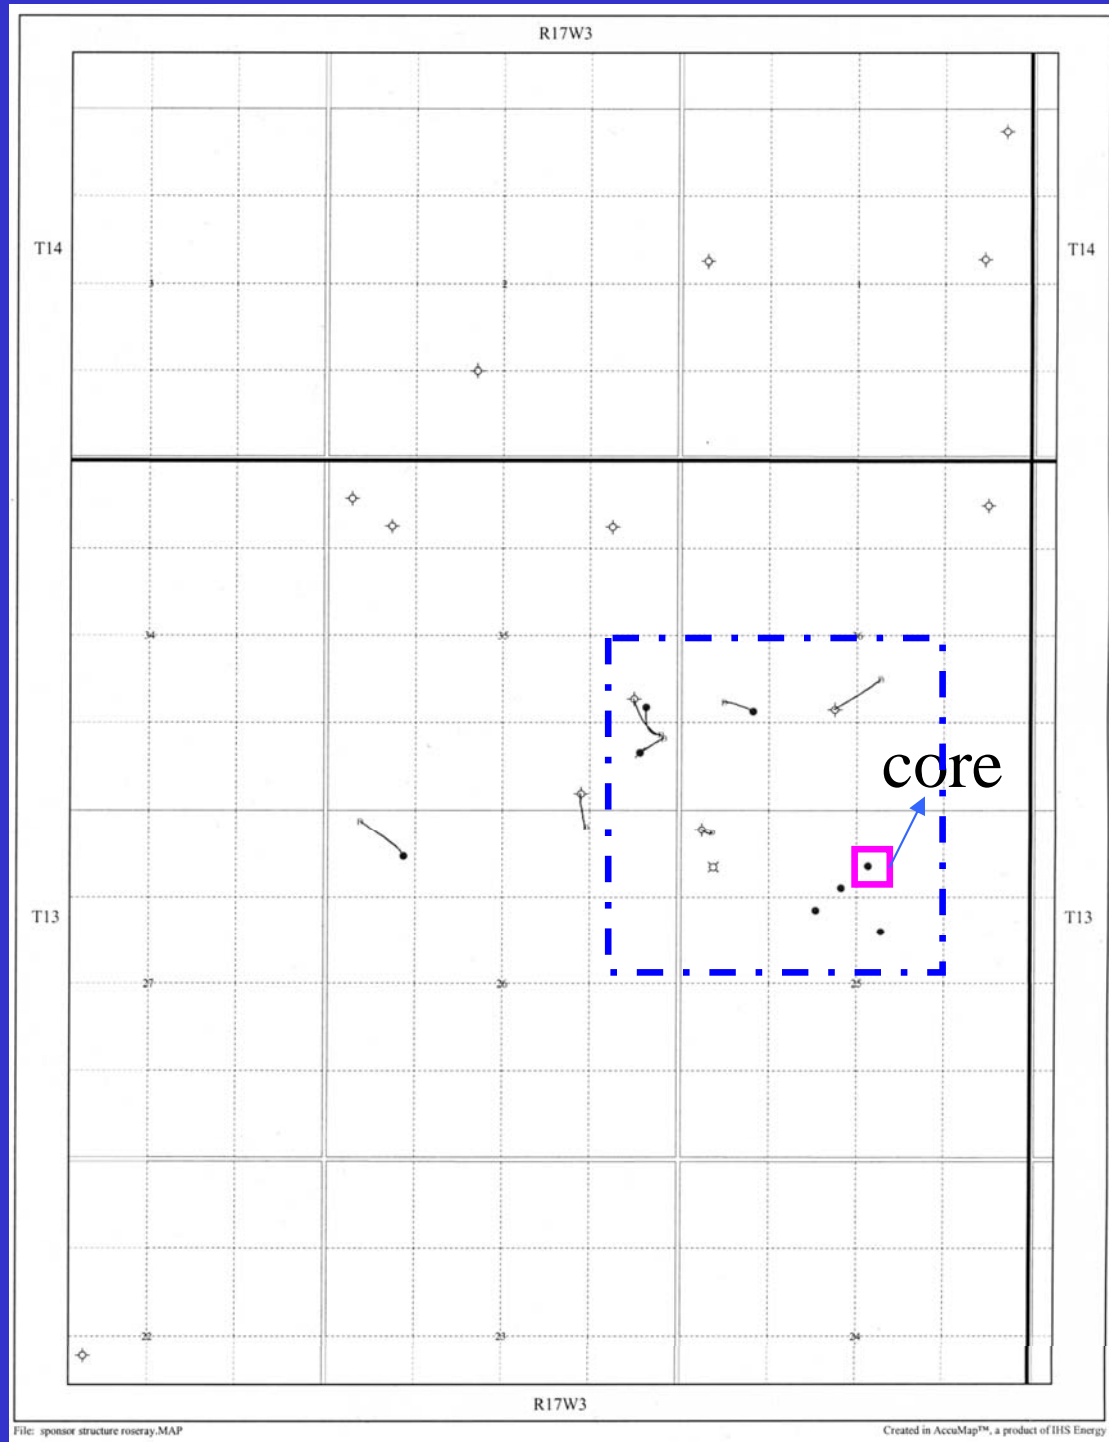 R17W3
T14 T14
3 2 1
34 35 36
core
T13 T13
27 26 25
22 23 24
R17W3
File: sponsor structure roseray.MAP Created in AccuMap™, a product of IHS Energy